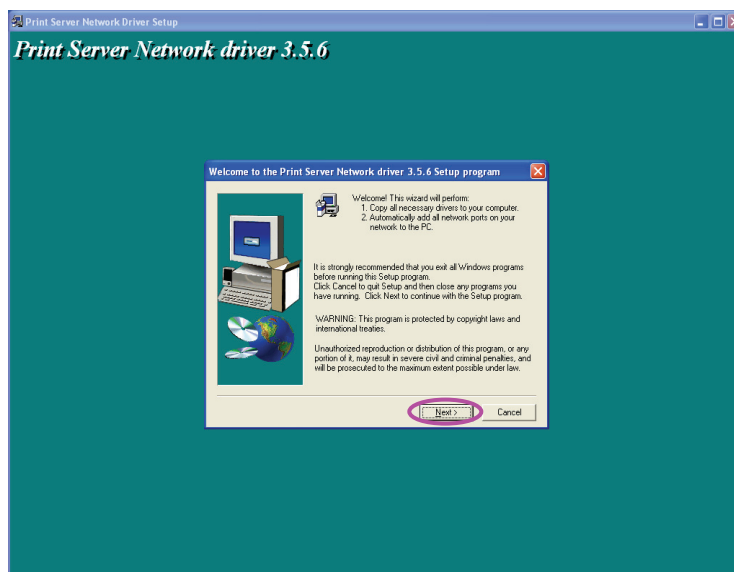 Print Server Network Driver Setup
Print Server Network driver 3.5.6
Welcome to the Print Server Network driver 3.5.6 Setup program
Welcome! This wizard will perform:
1. Copy all necessary drivers to your computer.
2. Automatically add all network ports on your
network to the PC.
It is strongly recommended that you exit all Windows programs
before running this Setup program.
Click Cancel to quit Setup and then close any programs you
have running. Click Next to continue with the Setup program.
WARNING: This program is protected by copyright laws and
international treaties.
Unauthorized reproduction or distribution of this program, or any
portion of it, may result in severe civil and criminal penalties, and
will be prosecuted to the maximum extent possible under law.
Next > Cancel